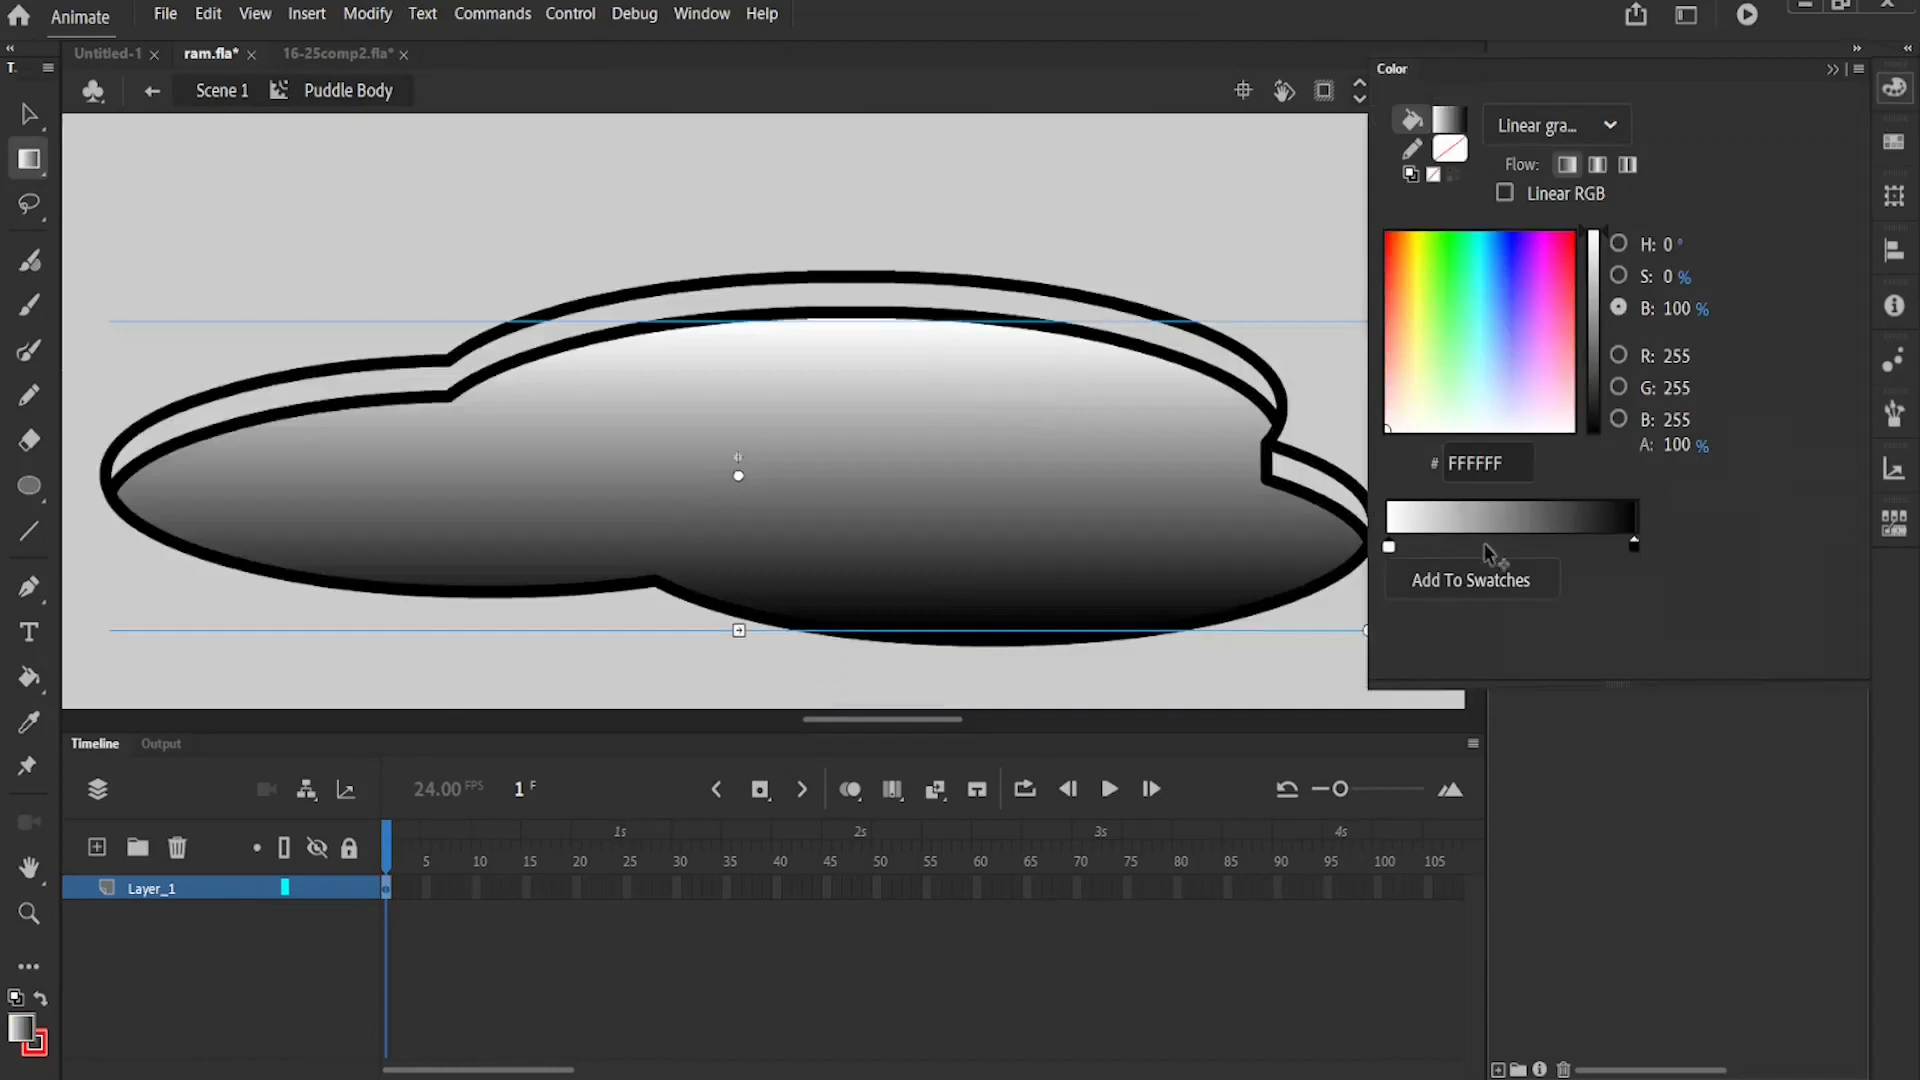 Animate File Edit View Insert Modify Text Commands Control Debug Window Help
Untitled-1 ram.fla* 16-25comp2.fla*
Scene 1 Puddle Body
Color
Linear gra...
Flow:
Linear RGB
H: 0 °
S: 0 %
B: 100 %
R: 255
G: 255
B: 255
A: 100 %
# FFFFFF
Add To Swatches
T.
T
Timeline Output
24.00 FPS 1 F
1s 2s 3s 4s
5 10 15 20 25 30 35 40 45 50 55 60 65 70 75 80 85 90 95 100 105
Layer_1